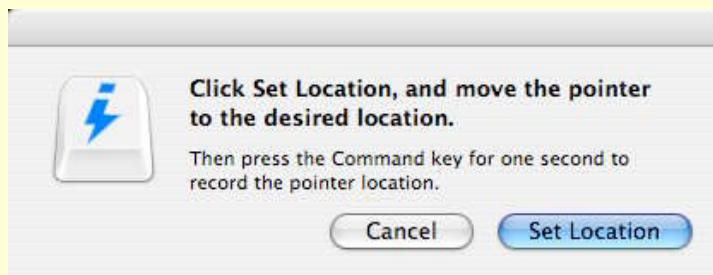 Click Set Location, and move the pointer
to the desired location.
Then press the Command key for one second to
record the pointer location.
Cancel
Set Location